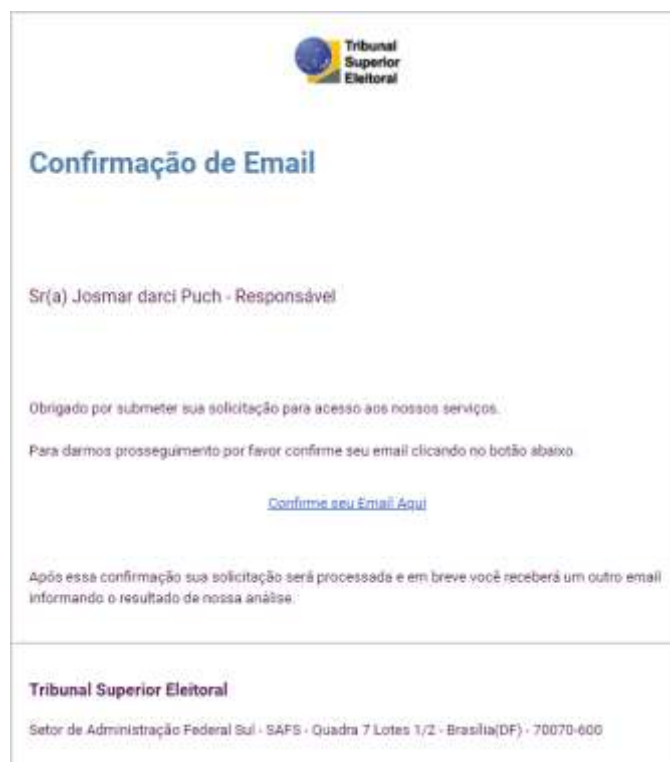 Tribunal
Superior
Eleitoral
Confirmação de Email
Sr(a) Josmar darci Puch - Responsável
Obrigado por submeter sua solicitação para acesso aos nossos serviços.
Para darmos prosseguimento por favor confirme seu email clicando no botão abaixo.
Confirme seu Email Aqui
Após essa confirmação sua solicitação será processada e em breve você receberá um outro email
informando o resultado de nossa análise.
Tribunal Superior Eleitoral
Setor de Administração Federal Sul - SAFS - Quadra 7 Lotes 1/2 - Brasília(DF) - 70070-600